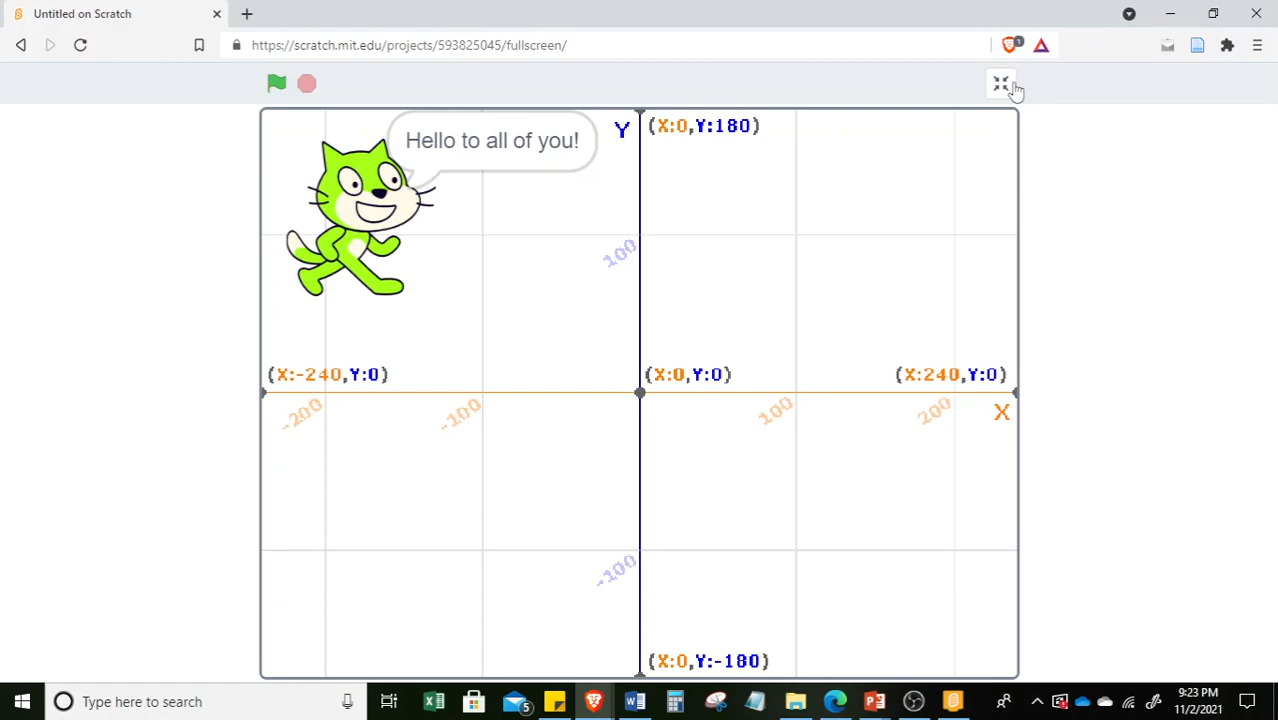 Untitled on Scratch
https://scratch.mit.edu/projects/593825045/fullscreen/
1
Hello to all of you!
Y
(X:0,Y:180)
100
(X:-240,Y:0)
(X:0,Y:0)
(X:240,Y:0)
-200
-100
100
200
X
-100
(X:0,Y:-180)
Type here to search
5
9:23 PM
11/2/2021